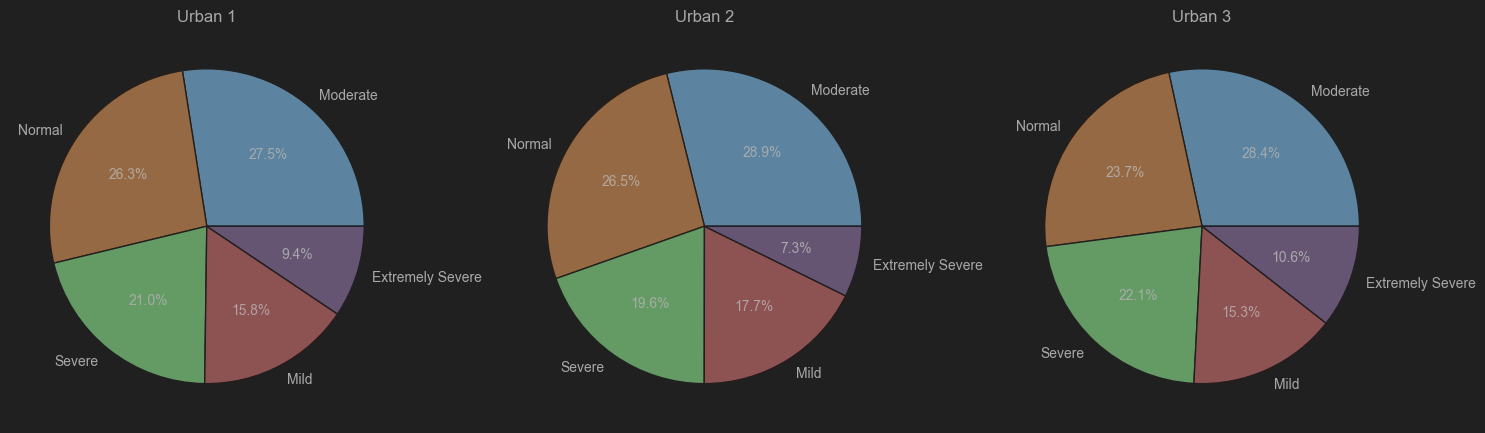 Urban 1
Moderate
Normal
27.5%
26.3%
9.4%
21.0%
15.8%
Extremely Severe
Severe
Mild
Urban 2
Moderate
Normal
28.9%
26.5%
7.3%
19.6%
17.7%
Extremely Severe
Severe
Mild
Urban 3
Moderate
Normal
28.4%
23.7%
10.6%
22.1%
15.3%
Extremely Severe
Severe
Mild